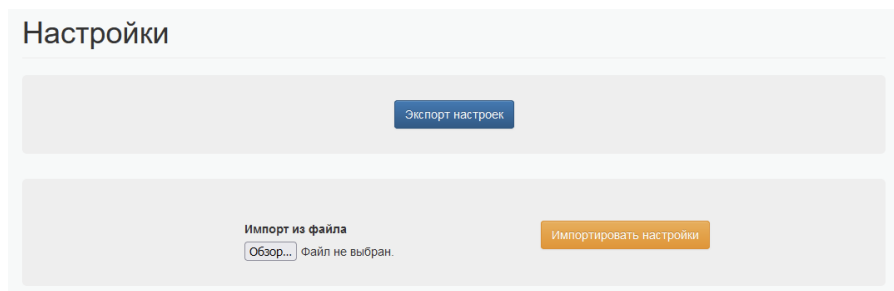 Настройки
Экспорт настроек
Импорт из файла
Обзор... Файл не выбран.
Импортировать настройки